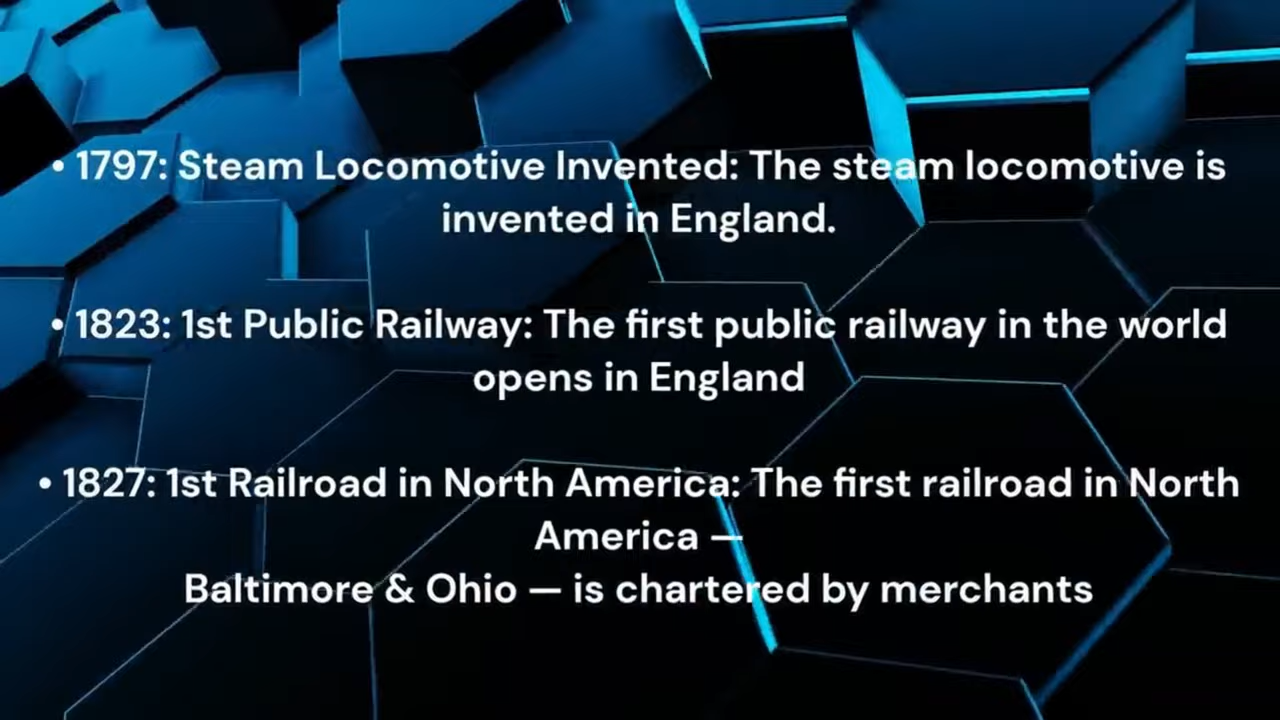 • 1797: Steam Locomotive Invented: The steam locomotive is
invented in England.
• 1823: 1st Public Railway: The first public railway in the world
opens in England
• 1827: 1st Railroad in North America: The first railroad in North
America —
Baltimore & Ohio — is chartered by merchants